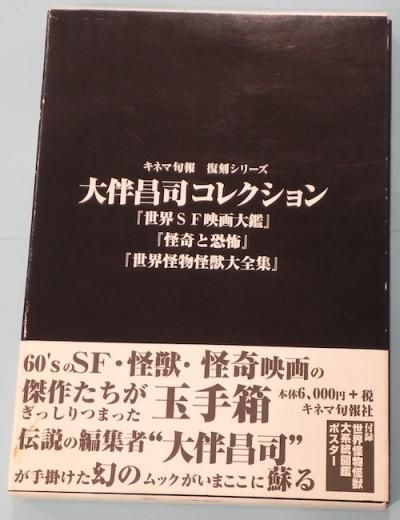 キネマ旬報 復刻シリーズ
大伴昌司コレクション
『世界SF映画大鑑』
『怪奇と恐怖』
『世界怪物怪獣大全集』
60'sのSF・怪獣・怪奇映画の
傑作たちが
ぎっしりつまった 玉手箱
本体6,000円+税
キネマ旬報社
伝説の編集者“大伴昌司”
が手掛けた幻のムックがいまここに蘇る
付録
世界怪物怪獣
大系統図鑑
ポスター